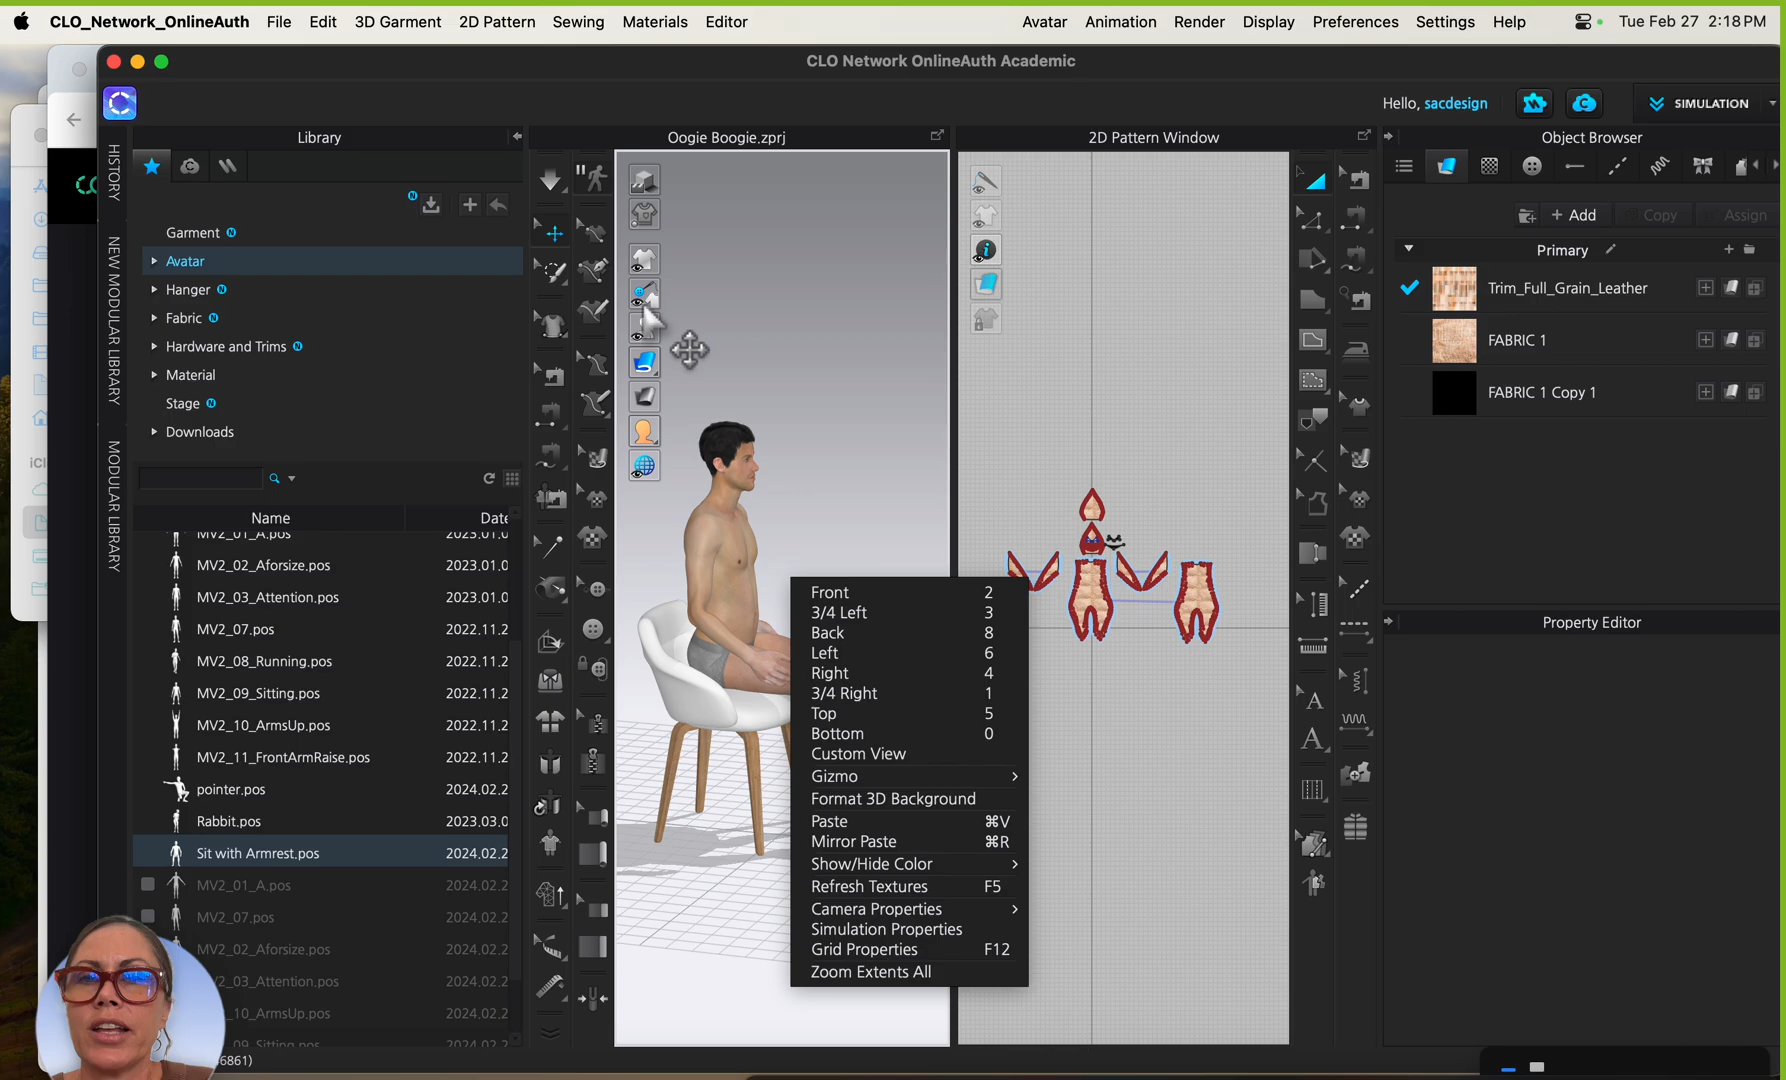 CLO_Network_OnlineAuth File Edit 3D Garment 2D Pattern Sewing Materials Editor Avatar Animation Render Display Preferences Settings Help Tue Feb 27 2:18 PM
CLO Network OnlineAuth Academic
Hello, sacdesign
SIMULATION
HISTORY
NEW MODULAR LIBRARY
MODULAR LIBRARY
Library
Garment N
Avatar
Hanger N
Fabric N
Hardware and Trims N
Material
Stage N
Downloads
Name Date
MV2_01_A.pos 2023.01.0
MV2_02_Aforsize.pos 2023.01.0
MV2_03_Attention.pos 2023.01.0
MV2_07.pos 2022.11.2
MV2_08_Running.pos 2022.11.2
MV2_09_Sitting.pos 2022.11.2
MV2_10_ArmsUp.pos 2022.11.2
MV2_11_FrontArmRaise.pos 2022.11.2
pointer.pos 2024.02.2
Rabbit.pos 2023.03.0
Sit with Armrest.pos 2024.02.2
MV2_01_A.pos 2024.02.2
MV2_07.pos 2024.02.2
MV2_02_Aforsize.pos 2024.02.2
_03_Attention.pos 2024.02.2
_10_ArmsUp.pos 2024.02.2
_09_Sitting.pos 2024.02.2
6861)
Oogie Boogie.zprj
Front 2
3/4 Left 3
Back 8
Left 6
Right 4
3/4 Right 1
Top 5
Bottom 0
Custom View
Gizmo
Format 3D Background
Paste ⌘V
Mirror Paste ⌘R
Show/Hide Color
Refresh Textures F5
Camera Properties
Simulation Properties
Grid Properties F12
Zoom Extents All
2D Pattern Window
Object Browser
+ Add Copy Assign
Primary
Trim_Full_Grain_Leather
FABRIC 1
FABRIC 1 Copy 1
Property Editor